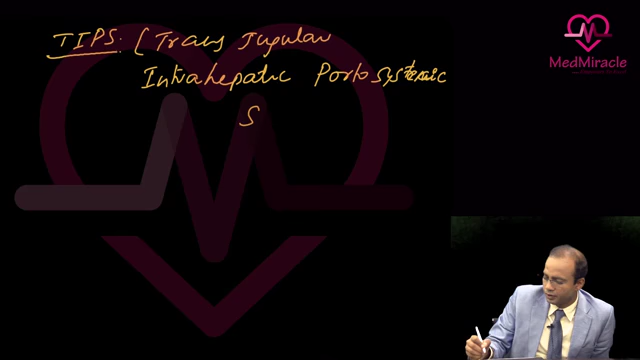 TIPS: (Trans Jugular
Intrahepatic Portosystemic
S
MedMiracle